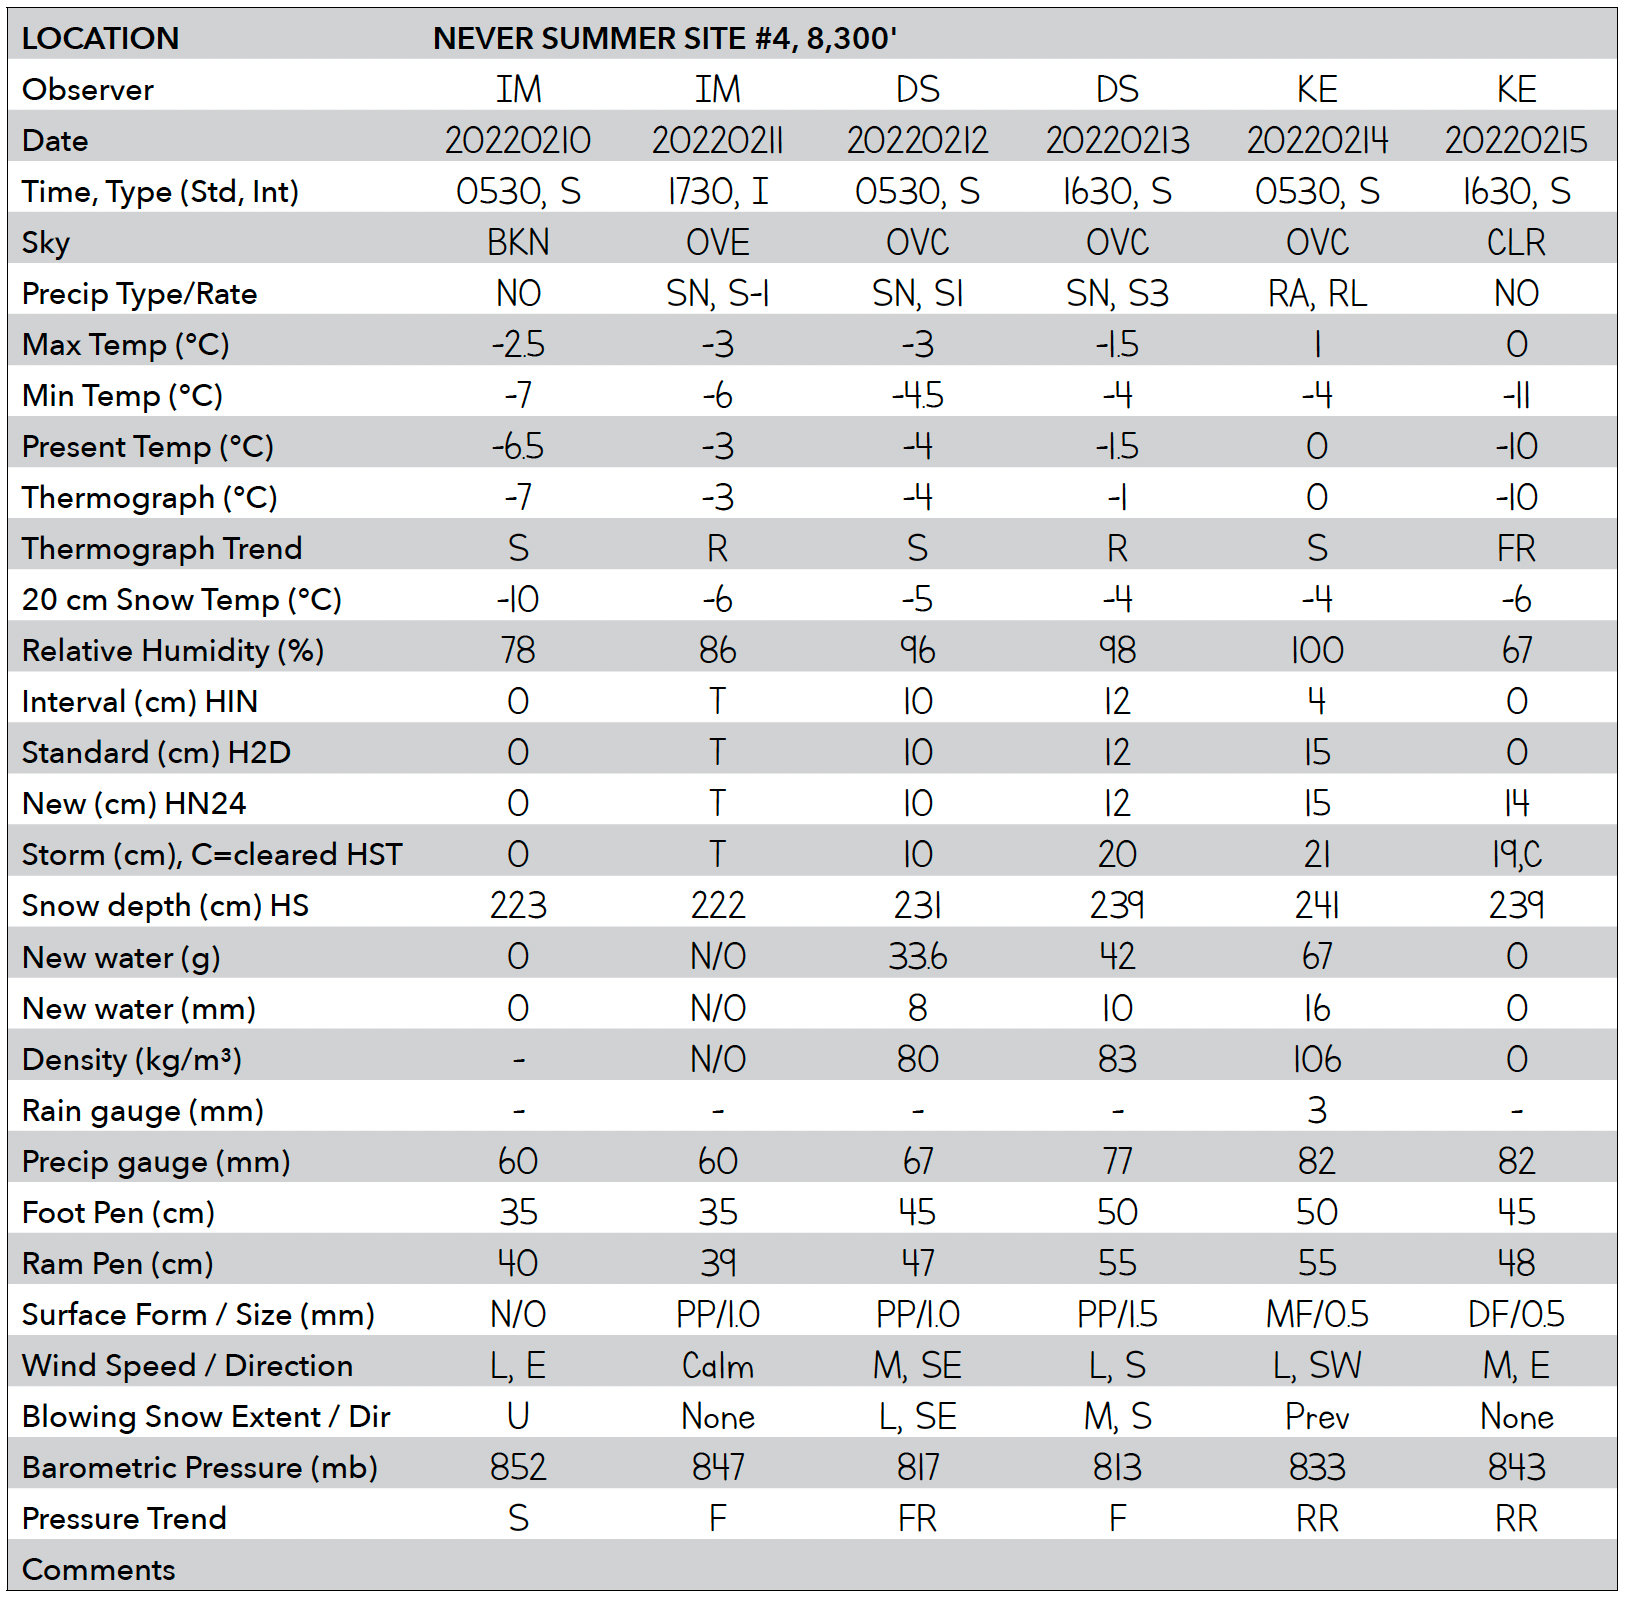 LOCATION NEVER SUMMER SITE #4, 8,300'
Observer IM IM DS DS KE KE
Date 20220210 20220211 20220212 20220213 20220214 20220215
Time, Type (Std, Int) 0530, S 1730, I 0530, S 1630, S 0530, S 1630, S
Sky BKN OVE OVC OVC OVC CLR
Precip Type/Rate NO SN, S-1 SN, S1 SN, S3 RA, RL NO
Max Temp (°C) -2.5 -3 -3 -1.5 1 0
Min Temp (°C) -7 -6 -4.5 -4 -4 -11
Present Temp (°C) -6.5 -3 -4 -1.5 0 -10
Thermograph (°C) -7 -3 -4 -1 0 -10
Thermograph Trend S R S R S FR
20 cm Snow Temp (°C) -10 -6 -5 -4 -4 -6
Relative Humidity (%) 78 86 96 98 100 67
Interval (cm) HIN 0 T 10 12 4 0
Standard (cm) H2D 0 T 10 12 15 0
New (cm) HN24 0 T 10 12 15 14
Storm (cm), C=cleared HST 0 T 10 20 21 19,C
Snow depth (cm) HS 223 222 231 239 241 239
New water (g) 0 N/O 33.6 42 67 0
New water (mm) 0 N/O 8 10 16 0
Density (kg/m³) - N/O 80 83 106 0
Rain gauge (mm) - - - - 3 -
Precip gauge (mm) 60 60 67 77 82 82
Foot Pen (cm) 35 35 45 50 50 45
Ram Pen (cm) 40 39 47 55 55 48
Surface Form / Size (mm) N/O PP/1.0 PP/1.0 PP/1.5 MF/0.5 DF/0.5
Wind Speed / Direction L, E Calm M, SE L, S L, SW M, E
Blowing Snow Extent / Dir U None L, SE M, S Prev None
Barometric Pressure (mb) 852 847 817 813 833 843
Pressure Trend S F FR F RR RR
Comments